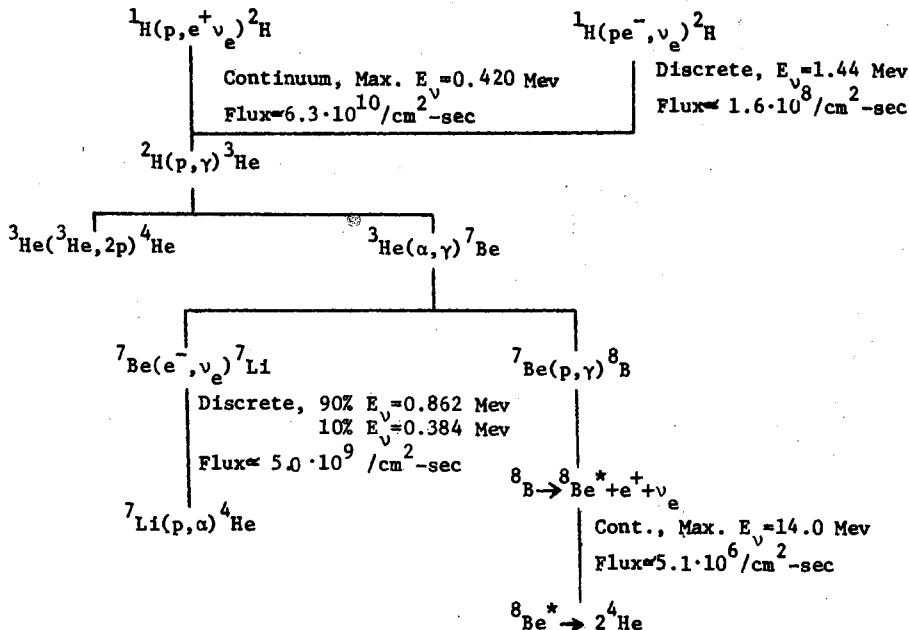 ¹H(p,e⁺ν_e)²H
¹H(pe⁻,ν_e)²H
Continuum, Max. E_ν=0.420 Mev
Flux≈6.3·10¹⁰/cm²-sec
Discrete, E_ν=1.44 Mev
Flux≈ 1.6·10⁸/cm²-sec
²H(p,γ)³He
³He(³He,2p)⁴He
³He(α,γ)⁷Be
⁷Be(e⁻,ν_e)⁷Li
⁷Be(p,γ)⁸B
Discrete, 90% E_ν=0.862 Mev
10% E_ν=0.384 Mev
Flux≈ 5.0·10⁹ /cm²-sec
⁷Li(p,α)⁴He
⁸B→⁸Be*+e⁺+ν_e
Cont., Max. E_ν=14.0 Mev
Flux≈5.1·10⁶/cm²-sec
⁸Be*→ 2⁴He